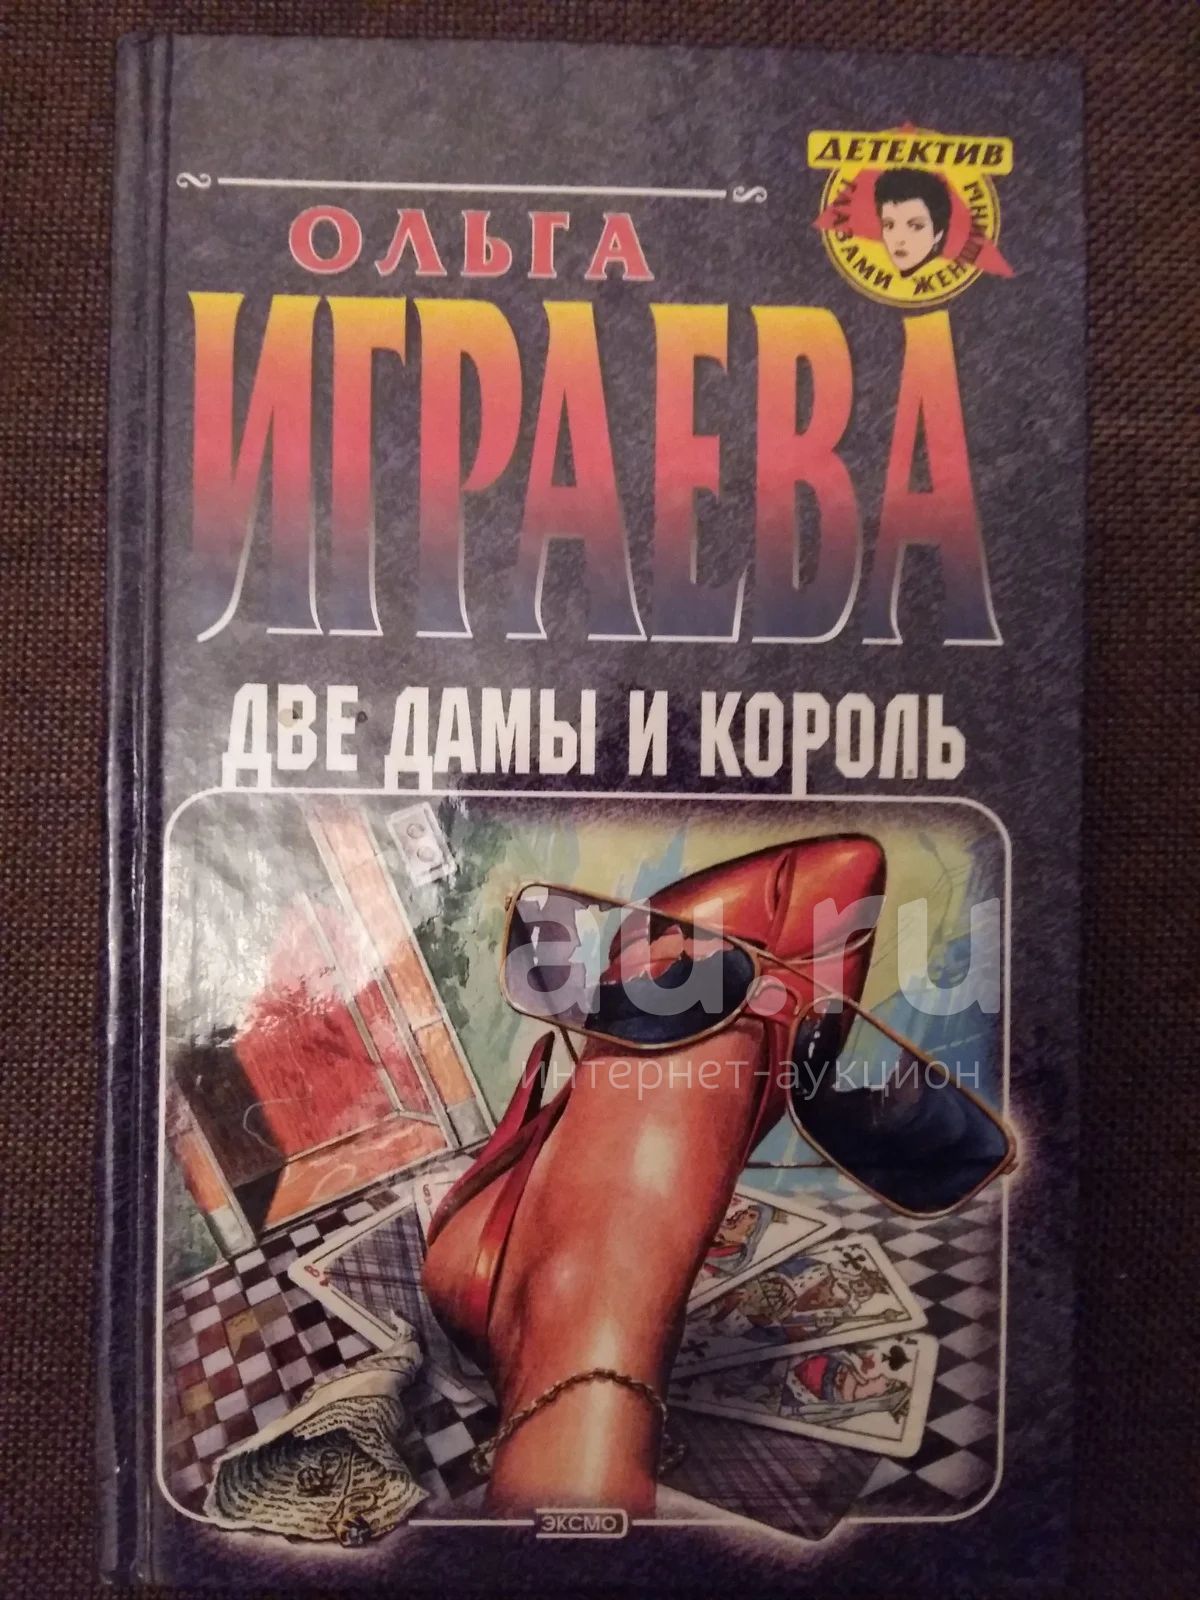 ДЕТЕКТИВ
ГЛАЗАМИ ЖЕНЩИНЫ
ОЛЬГА
ИГРАЕВА
ДВЕ ДАМЫ И КОРОЛЬ
au.ru
интернет-аукцион
ЭКСМО